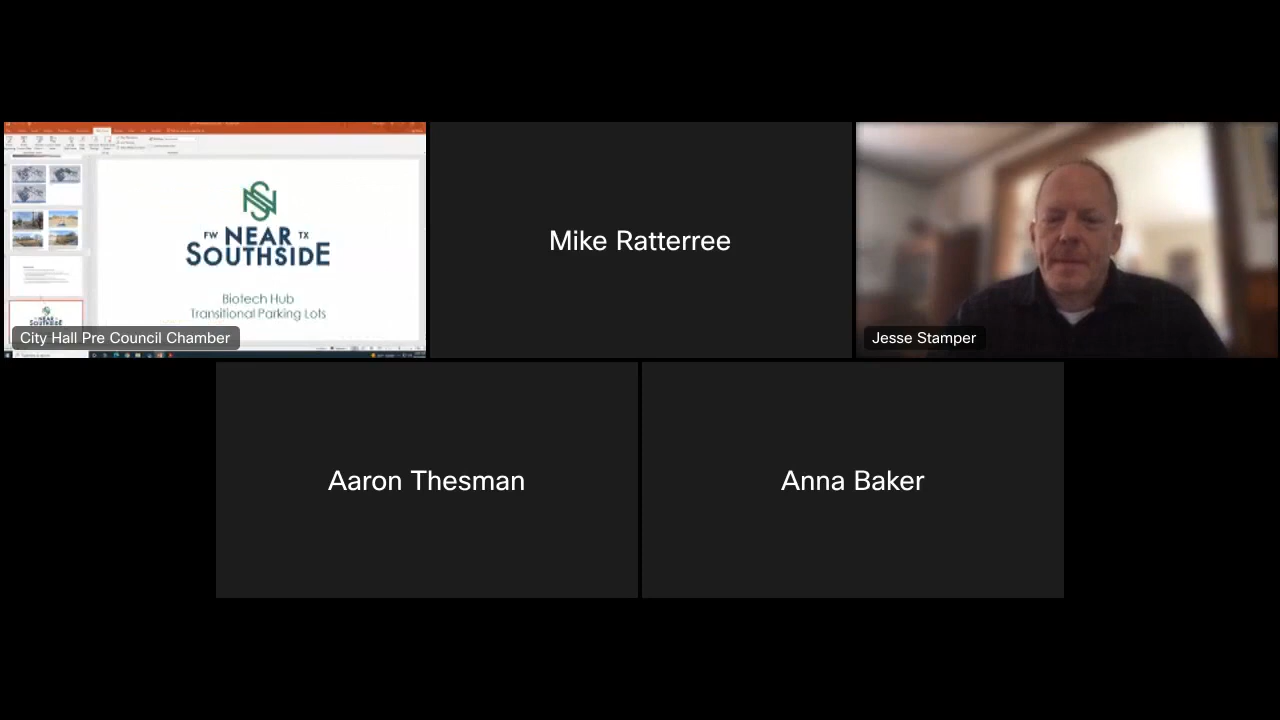 FW NEAR TX
SOUTHSIDE
Biotech Hub
Transitional Parking Lots
City Hall Pre Council Chamber
Mike Ratterree
Jesse Stamper
Aaron Thesman
Anna Baker